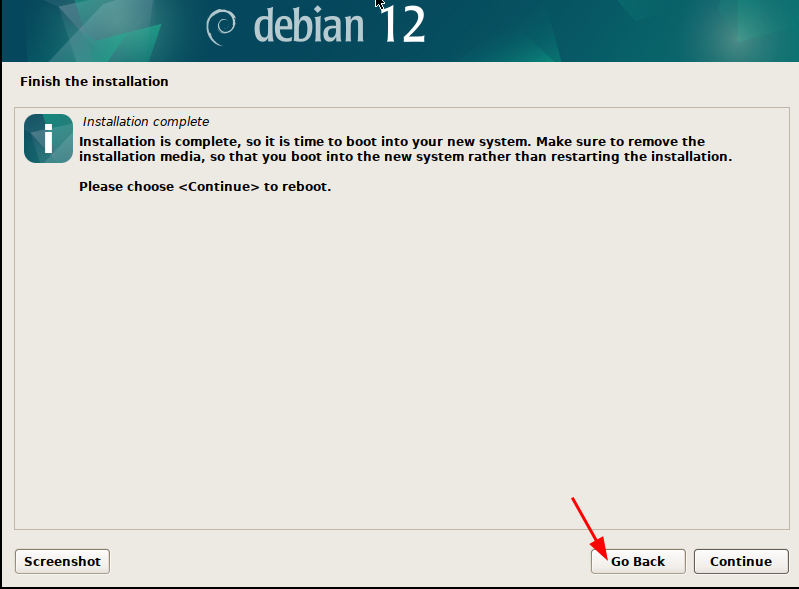 debian 12
Finish the installation
i
Installation complete
Installation is complete, so it is time to boot into your new system. Make sure to remove the
installation media, so that you boot into the new system rather than restarting the installation.
Please choose <Continue> to reboot.
Screenshot
Go Back
Continue